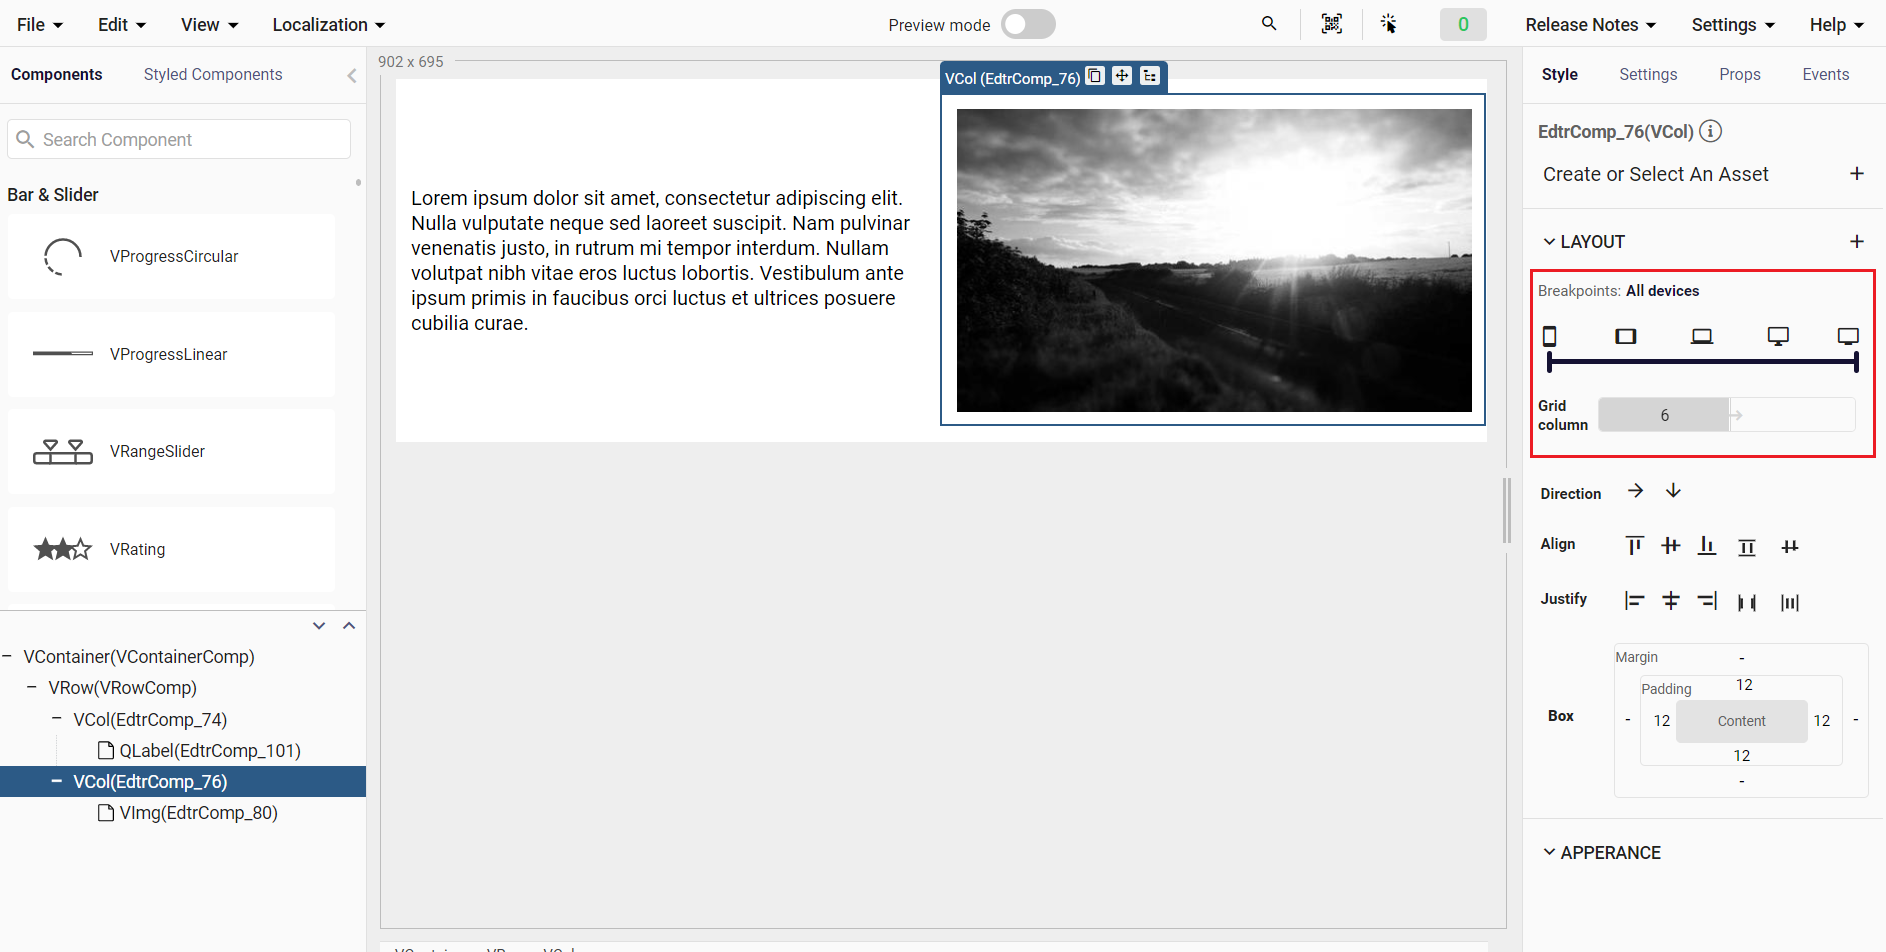 File Edit View Localization Preview mode 0 Release Notes Settings Help
Components Styled Components
Search Component
Bar & Slider
VProgressCircular
VProgressLinear
VRangeSlider
VRating
VContainer(VContainerComp)
VRow(VRowComp)
VCol(EdtrComp_74)
QLabel(EdtrComp_101)
VCol(EdtrComp_76)
VImg(EdtrComp_80)
902 x 695
VCol (EdtrComp_76)
Lorem ipsum dolor sit amet, consectetur adipiscing elit.
Nulla vulputate neque sed laoreet suscipit. Nam pulvinar
venenatis justo, in rutrum mi tempor interdum. Nullam
volutpat nibh vitae eros luctus lobortis. Vestibulum ante
ipsum primis in faucibus orci luctus et ultrices posuere
cubilia curae.
Style Settings Props Events
EdtrComp_76(VCol)
Create or Select An Asset
LAYOUT
Breakpoints: All devices
Grid
column
6
Direction
Align
Justify
Margin -
Padding 12
Box - 12 Content 12 -
12
-
APPERANCE